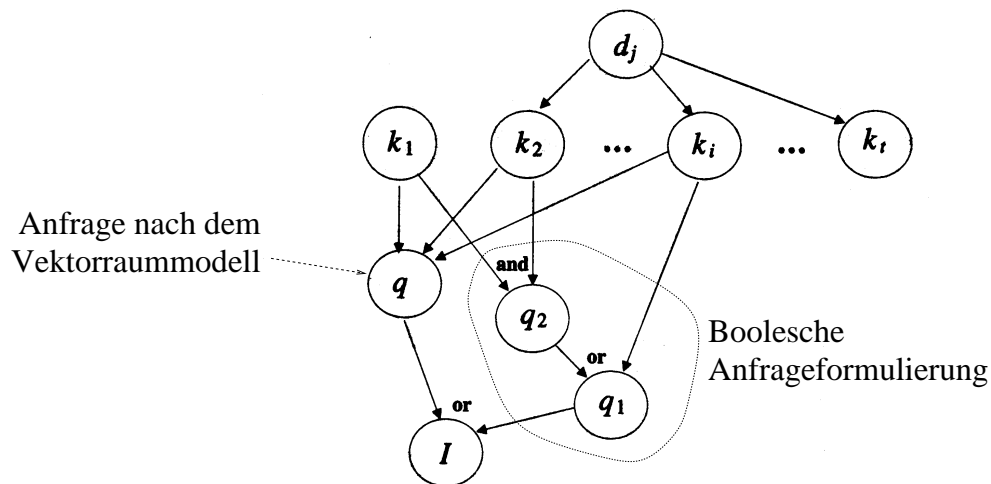 d_j
k_1 k_2 ... k_i ... k_t
Anfrage nach dem
Vektorraummodell
q
and
q_2
Boolesche
Anfrageformulierung
or
q_1
or
I